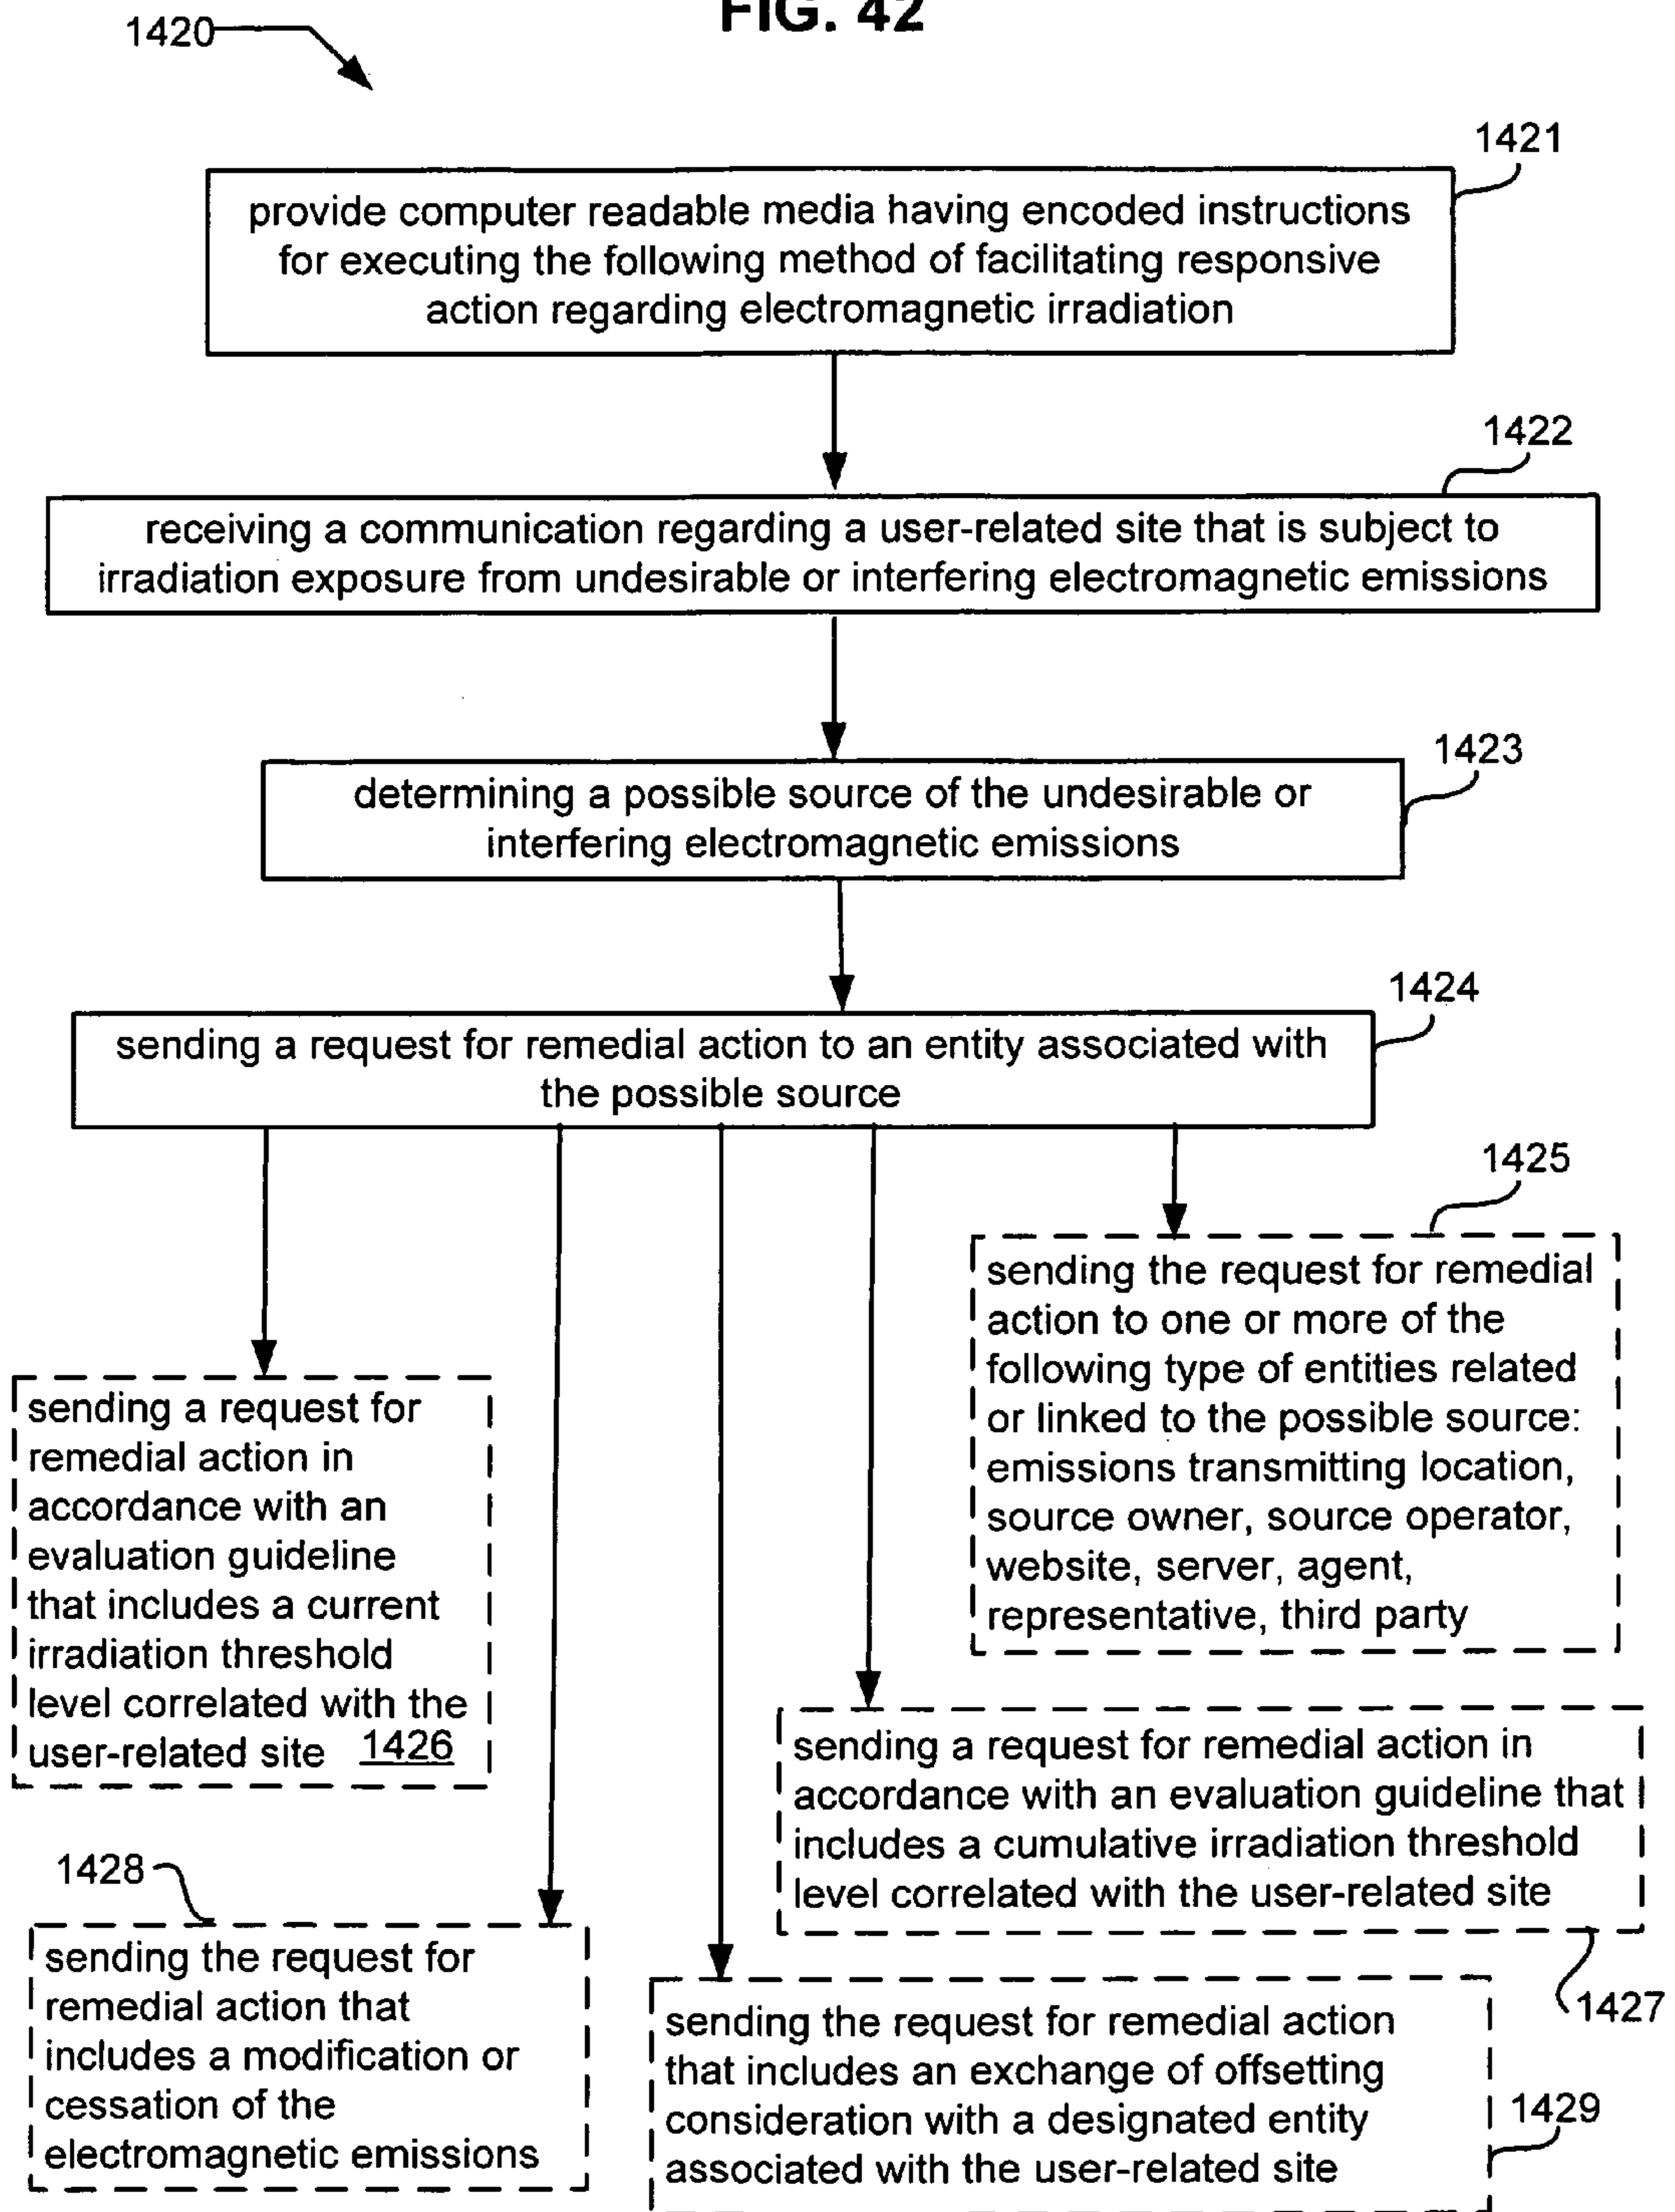 FIG. 42
1420
1421
provide computer readable media having encoded instructions
for executing the following method of facilitating responsive
action regarding electromagnetic irradiation
1422
receiving a communication regarding a user-related site that is subject to
irradiation exposure from undesirable or interfering electromagnetic emissions
1423
determining a possible source of the undesirable or
interfering electromagnetic emissions
1424
sending a request for remedial action to an entity associated with
the possible source
1425
sending the request for remedial
action to one or more of the
following type of entities related
or linked to the possible source:
emissions transmitting location,
source owner, source operator,
website, server, agent,
representative, third party
sending a request for
remedial action in
accordance with an
evaluation guideline
that includes a current
irradiation threshold
level correlated with the
user-related site 1426
sending a request for remedial action in
accordance with an evaluation guideline that
includes a cumulative irradiation threshold
level correlated with the user-related site
1427
1428
sending the request for
remedial action that
includes a modification or
cessation of the
electromagnetic emissions
sending the request for remedial action
that includes an exchange of offsetting
consideration with a designated entity
associated with the user-related site
1429